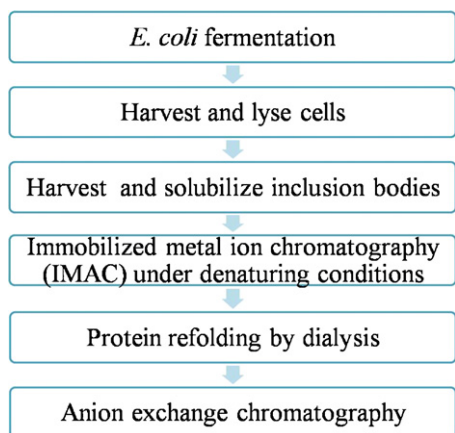 E. coli fermentation
Harvest and lyse cells
Harvest and solubilize inclusion bodies
Immobilized metal ion chromatography
(IMAC) under denaturing conditions
Protein refolding by dialysis
Anion exchange chromatography